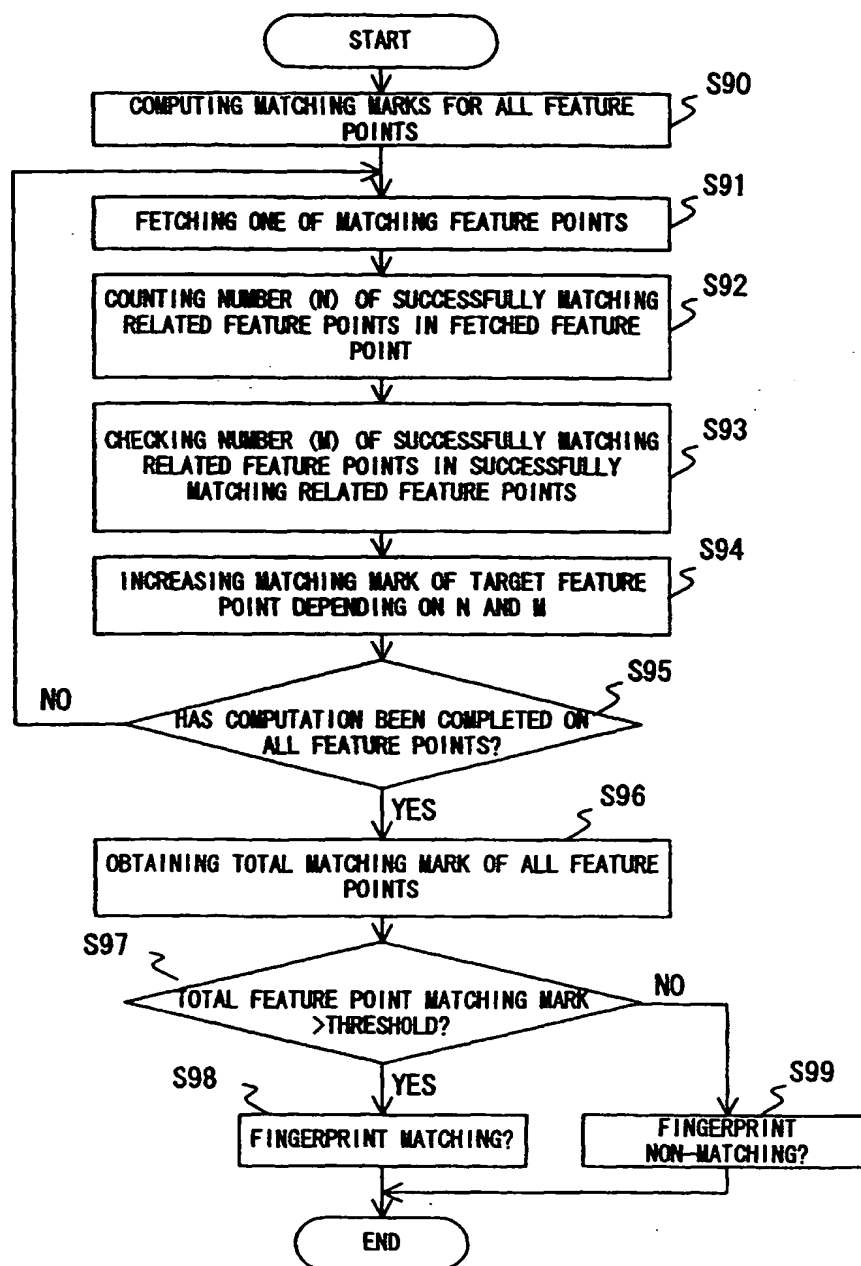 START
S90
COMPUTING MATCHING MARKS FOR ALL FEATURE
POINTS
S91
FETCHING ONE OF MATCHING FEATURE POINTS
S92
COUNTING NUMBER (N) OF SUCCESSFULLY MATCHING
RELATED FEATURE POINTS IN FETCHED FEATURE
POINT
S93
CHECKING NUMBER (M) OF SUCCESSFULLY MATCHING
RELATED FEATURE POINTS IN SUCCESSFULLY
MATCHING RELATED FEATURE POINTS
S94
INCREASING MATCHING MARK OF TARGET FEATURE
POINT DEPENDING ON N AND M
S95
NO
HAS COMPUTATION BEEN COMPLETED ON
ALL FEATURE POINTS?
YES
S96
OBTAINING TOTAL MATCHING MARK OF ALL FEATURE
POINTS
S97
NO
TOTAL FEATURE POINT MATCHING MARK
>THRESHOLD?
S98
YES
S99
FINGERPRINT MATCHING?
FINGERPRINT
NON-MATCHING?
END